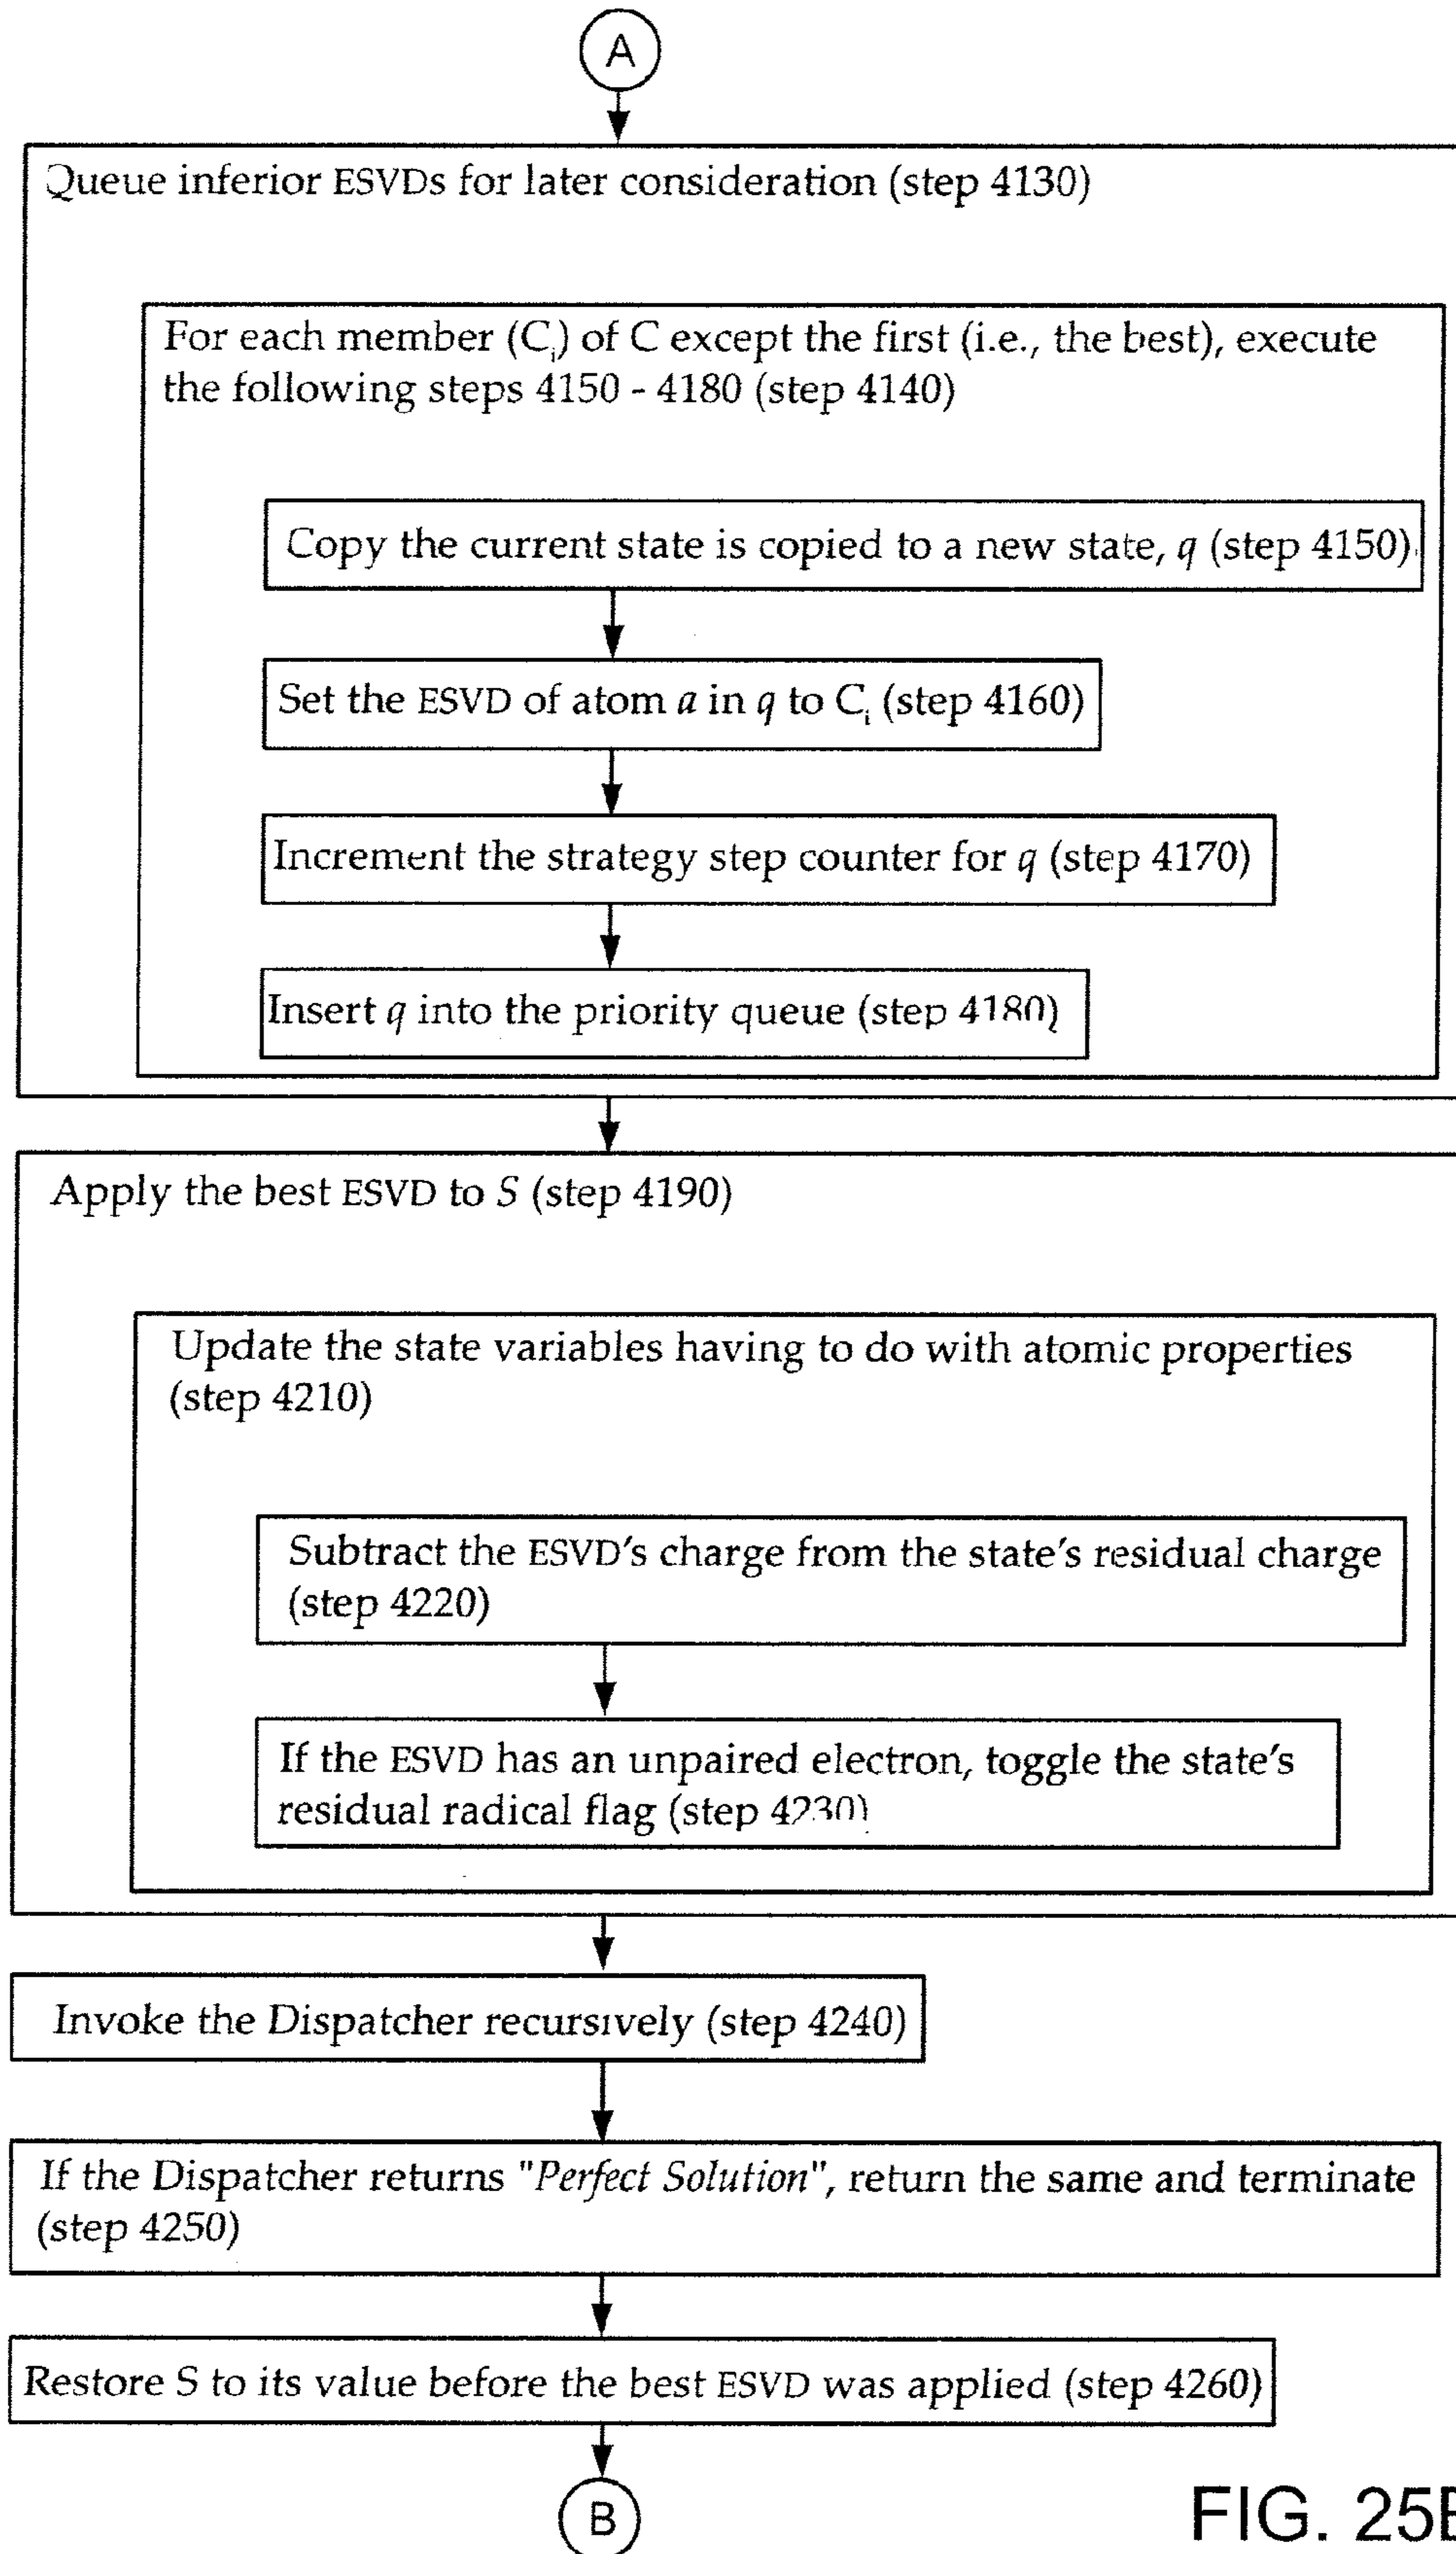 A
Queue inferior ESVDs for later consideration (step 4130)
For each member (Cᵢ) of C except the first (i.e., the best), execute
the following steps 4150 - 4180 (step 4140)
Copy the current state is copied to a new state, q (step 4150).
Set the ESVD of atom a in q to Cᵢ (step 4160)
Increment the strategy step counter for q (step 4170)
Insert q into the priority queue (step 4180)
Apply the best ESVD to S (step 4190)
Update the state variables having to do with atomic properties
(step 4210)
Subtract the ESVD's charge from the state's residual charge
(step 4220)
If the ESVD has an unpaired electron, toggle the state's
residual radical flag (step 4230)
Invoke the Dispatcher recursively (step 4240)
If the Dispatcher returns "Perfect Solution", return the same and terminate
(step 4250)
Restore S to its value before the best ESVD was applied (step 4260)
B
FIG. 25B